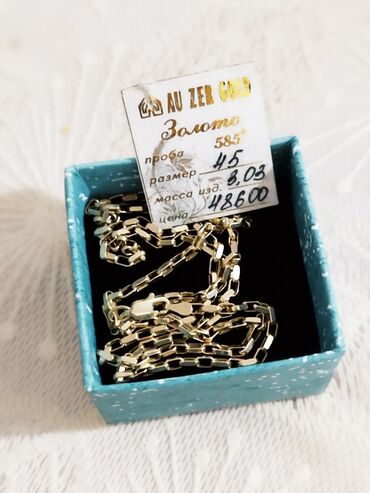 AU ZER GOLD
Золото
проба 585°
размер 45
масса изд. 3,03
цена 48600